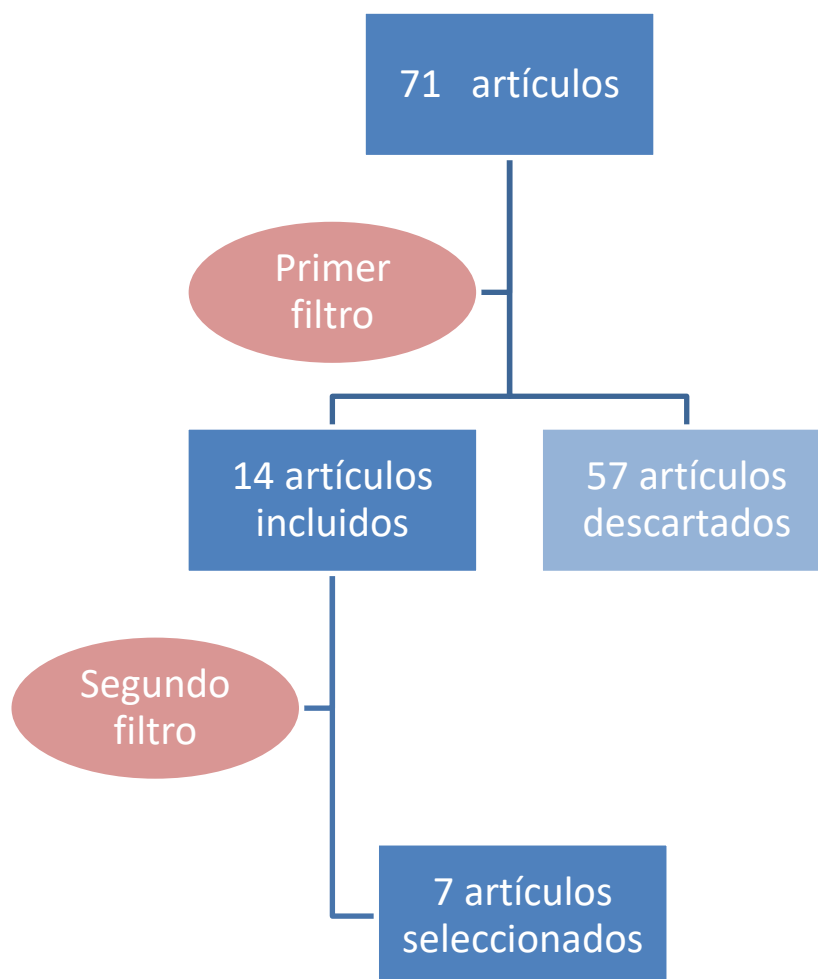 71 artículos
Primer
filtro
14 artículos
incluidos
57 artículos
descartados
Segundo
filtro
7 artículos
seleccionados